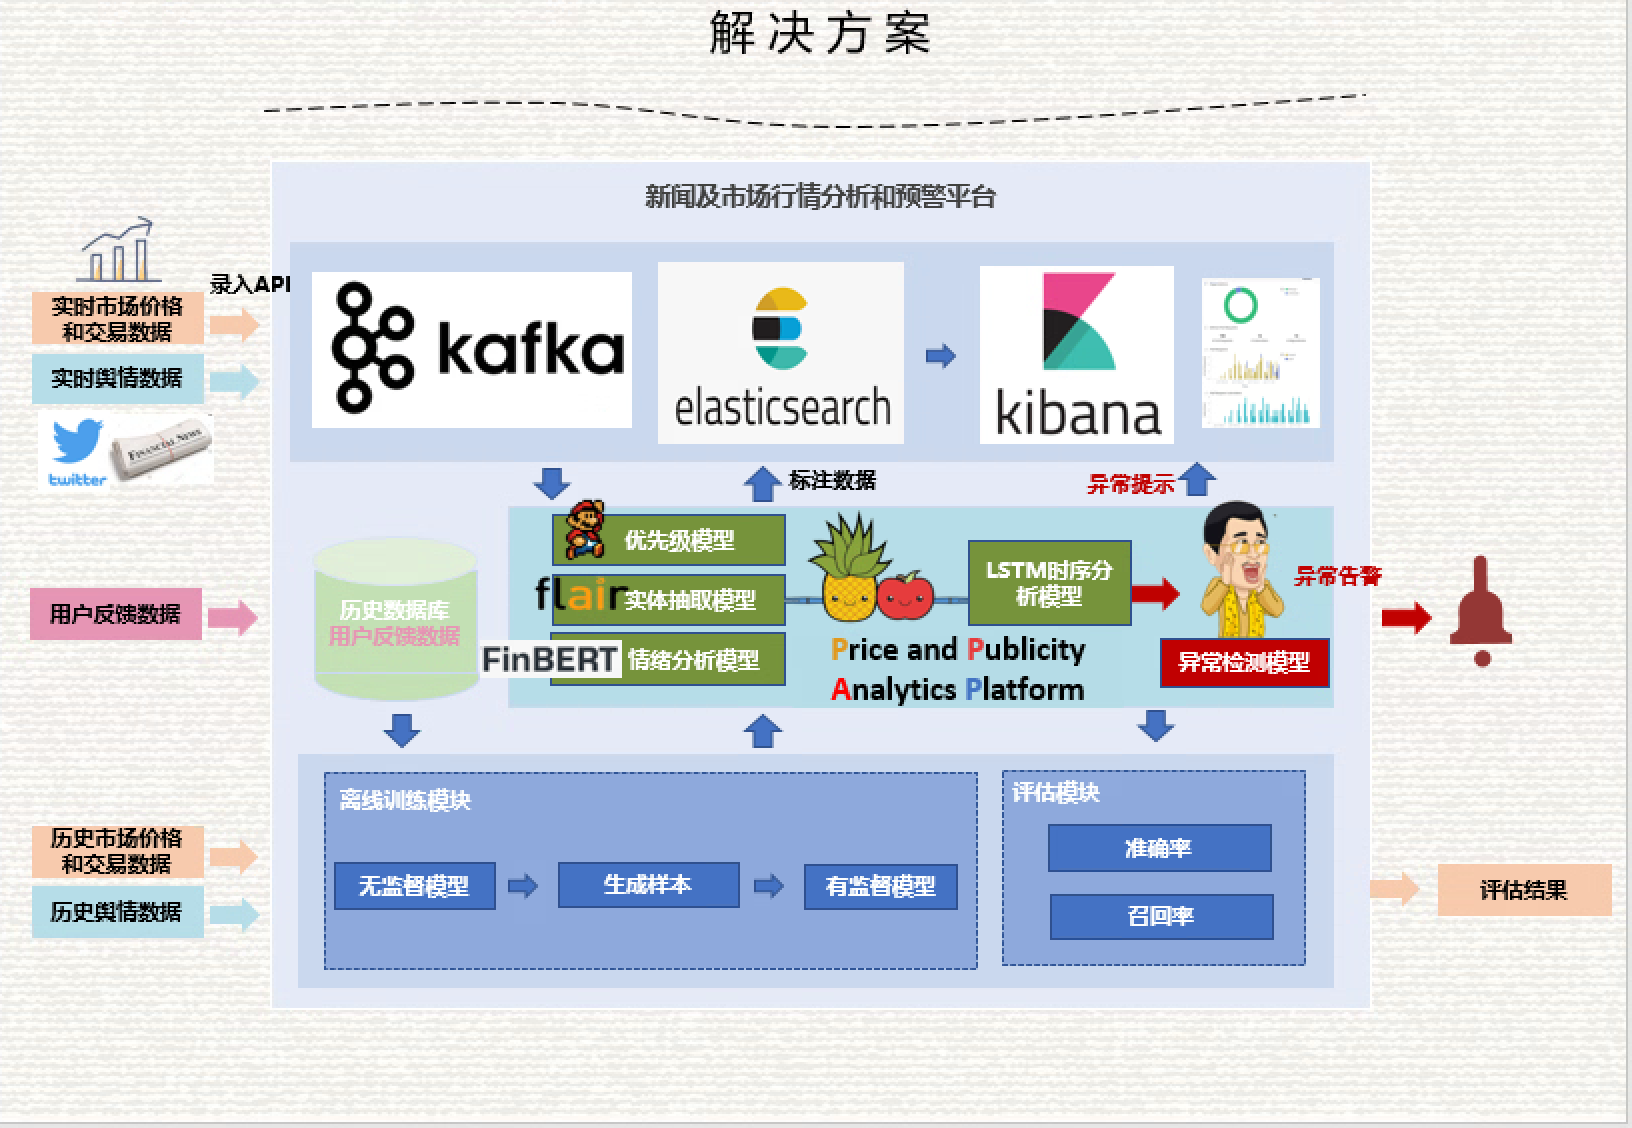 解决方案
新闻及市场行情分析和预警平台
录入API
实时市场价格
和交易数据
实时舆情数据
twitter
FINANCIAL NEWS
kafka
elasticsearch
kibana
标注数据
异常提示
优先级模型
flair
实体抽取模型
FinBERT
情绪分析模型
LSTM时序分
析模型
Price and Publicity
Analytics Platform
异常检测模型
异常告警
用户反馈数据
历史数据库
用户反馈数据
离线训练模块
无监督模型
生成样本
有监督模型
评估模块
准确率
召回率
历史市场价格
和交易数据
历史舆情数据
评估结果